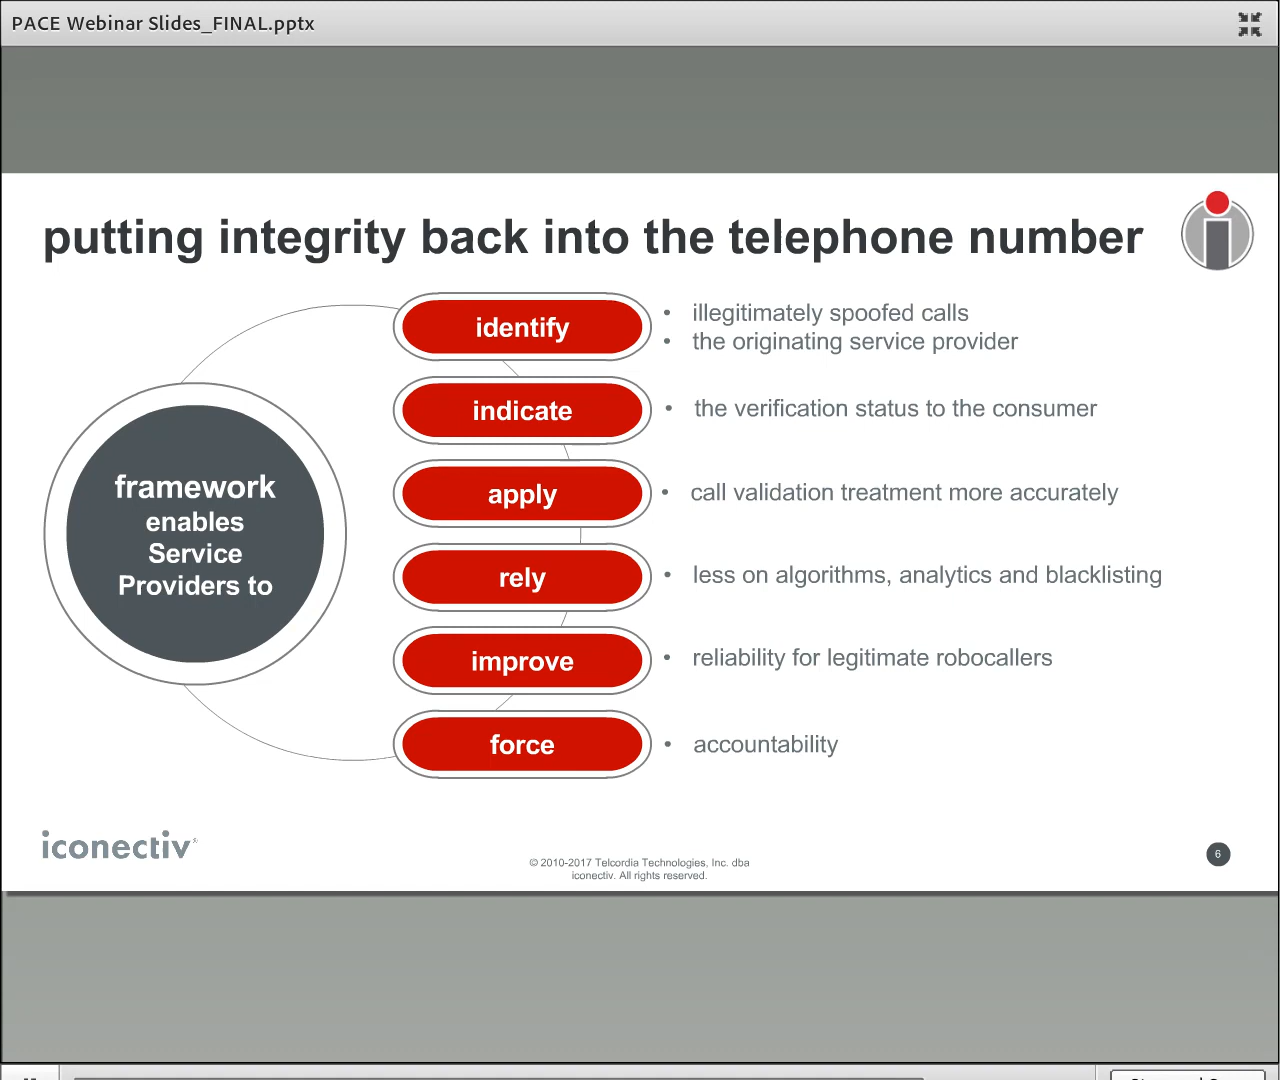 PACE Webinar Slides_FINAL.pptx
putting integrity back into the telephone number
framework
enables
Service
Providers to
identify
• illegitimately spoofed calls
• the originating service provider
indicate
• the verification status to the consumer
apply
• call validation treatment more accurately
rely
• less on algorithms, analytics and blacklisting
improve
• reliability for legitimate robocallers
force
• accountability
iconectiv
© 2010-2017 Telcordia Technologies, Inc. dba
iconectiv. All rights reserved.
6